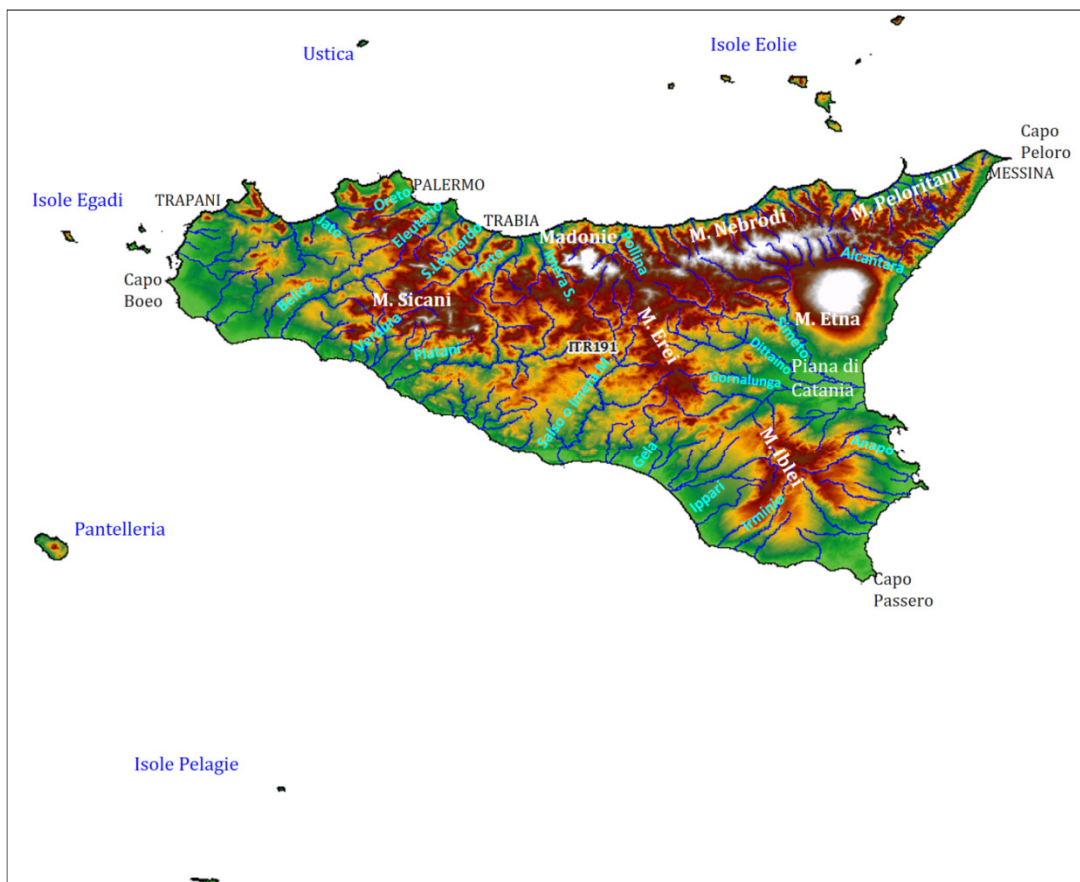 Ustica
Isole Eolie
Capo
Peloro
MESSINA
Isole Egadi
TRAPANI
PALERMO
TRABIA
Oreto
Jato
Eleuterio
S.Leonardo
Torto
Madonie
Imera S.
Pollina
M. Nebrodi
M. Peloritani
Alcantara
Capo
Boeo
Belice
M. Sicani
Verdura
Platani
ITR191
M. Erei
M. Etna
Simeto
Dittaino
Piana di
Catania
Gornalunga
Salso o Imera M.
Gela
M. Iblei
Anapo
Ippari
Irminio
Pantelleria
Capo
Passero
Isole Pelagie